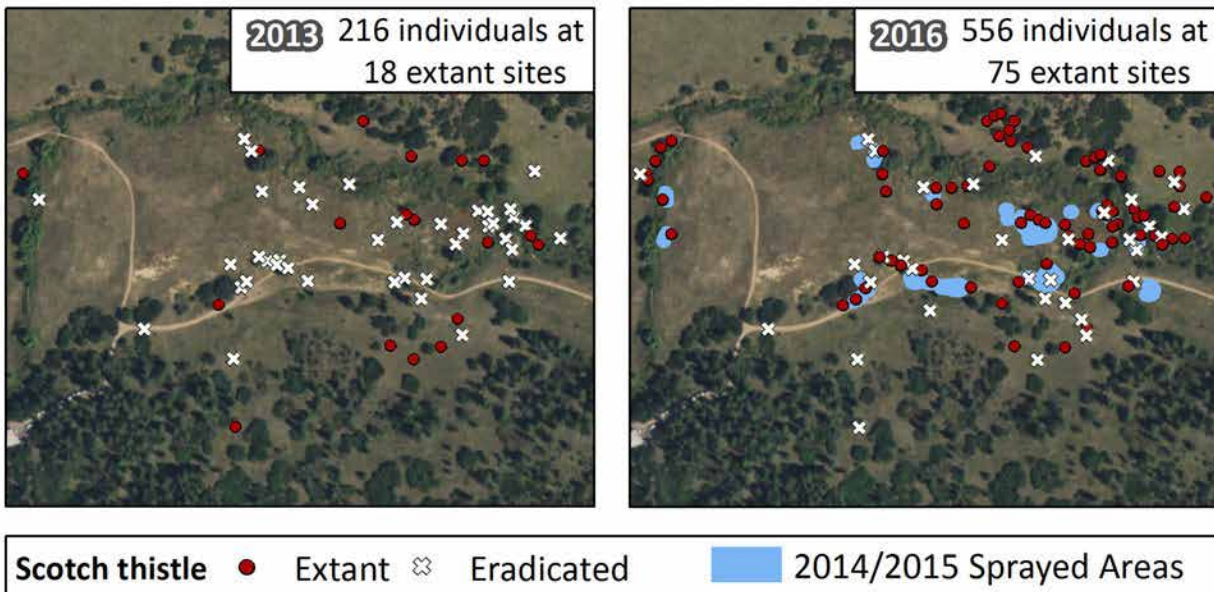 2013 216 individuals at
18 extant sites
2016 556 individuals at
75 extant sites
Scotch thistle Extant Eradicated 2014/2015 Sprayed Areas